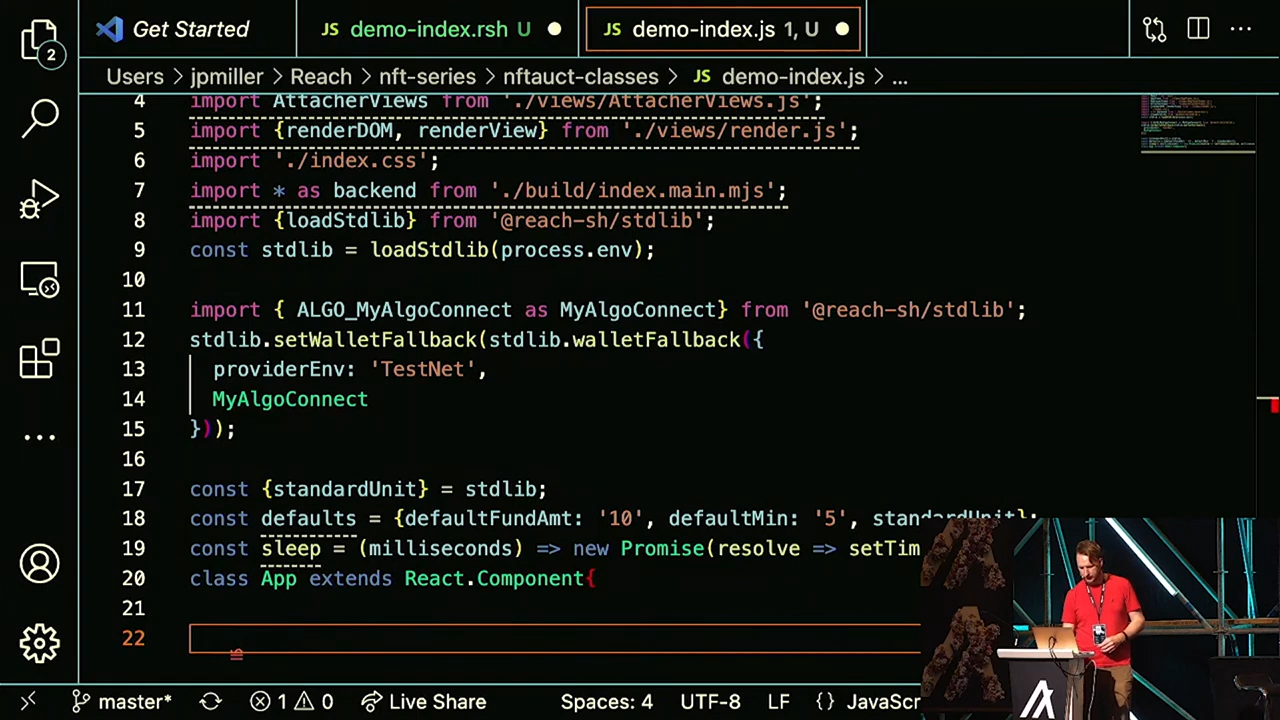 Get Started
JS demo-index.rsh U
JS demo-index.js 1, U
2
Users > jpmiller > Reach > nft-series > nftauct-classes > JS demo-index.js > ...
4 import AttacherViews from './views/AttacherViews.js';
5 import {renderDOM, renderView} from './views/render.js';
6 import './index.css';
7 import * as backend from './build/index.main.mjs';
8 import {loadStdlib} from '@reach-sh/stdlib';
9 const stdlib = loadStdlib(process.env);
10
11 import { ALGO_MyAlgoConnect as MyAlgoConnect} from '@reach-sh/stdlib';
12 stdlib.setWalletFallback(stdlib.walletFallback({
13 providerEnv: 'TestNet',
14 MyAlgoConnect
15 }));
16
17 const {standardUnit} = stdlib;
18 const defaults = {defaultFundAmt: '10', defaultMin: '5', standardUnit};
19 const sleep = (milliseconds) => new Promise(resolve => setTim
20 class App extends React.Component{
21
22
master* 1 0 Live Share Spaces: 4 UTF-8 LF {} JavaSc